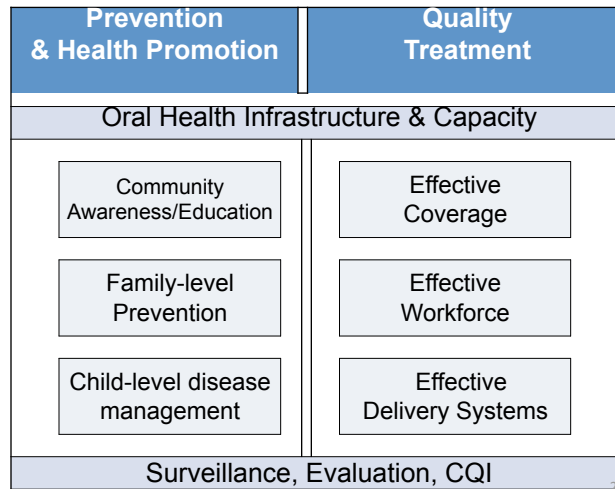 Prevention
& Health Promotion
Quality
Treatment
Oral Health Infrastructure & Capacity
Community
Awareness/Education
Effective
Coverage
Family-level
Prevention
Effective
Workforce
Child-level disease
management
Effective
Delivery Systems
Surveillance, Evaluation, CQI